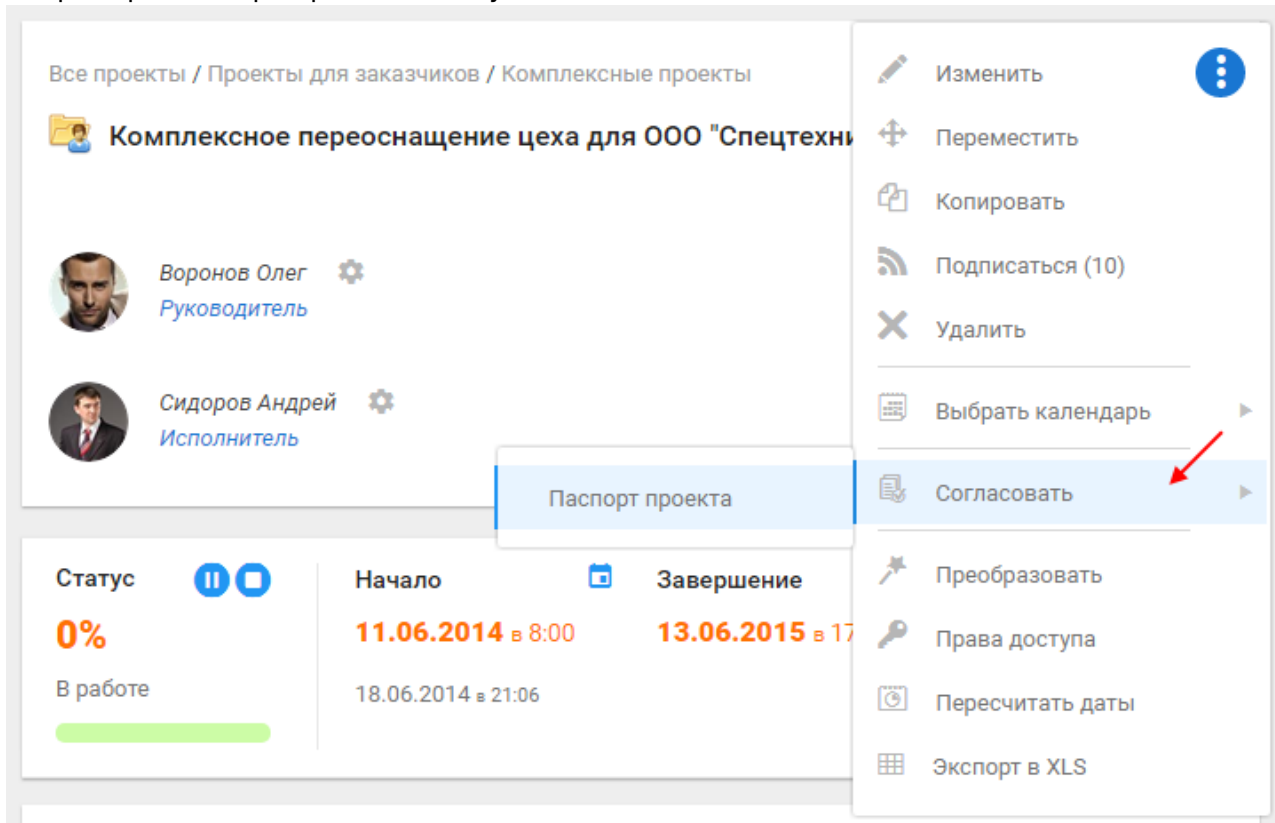 Все проекты / Проекты для заказчиков / Комплексные проекты
Комплексное переоснащение цеха для ООО "Спецтехни
Воронов Олег
Руководитель
Сидоров Андрей
Исполнитель
Изменить
Переместить
Копировать
Подписаться (10)
Удалить
Выбрать календарь
Согласовать
Паспорт проекта
Преобразовать
Права доступа
Пересчитать даты
Экспорт в XLS
Статус
0%
В работе
Начало
11.06.2014 в 8:00
18.06.2014 в 21:06
Завершение
13.06.2015 в 17